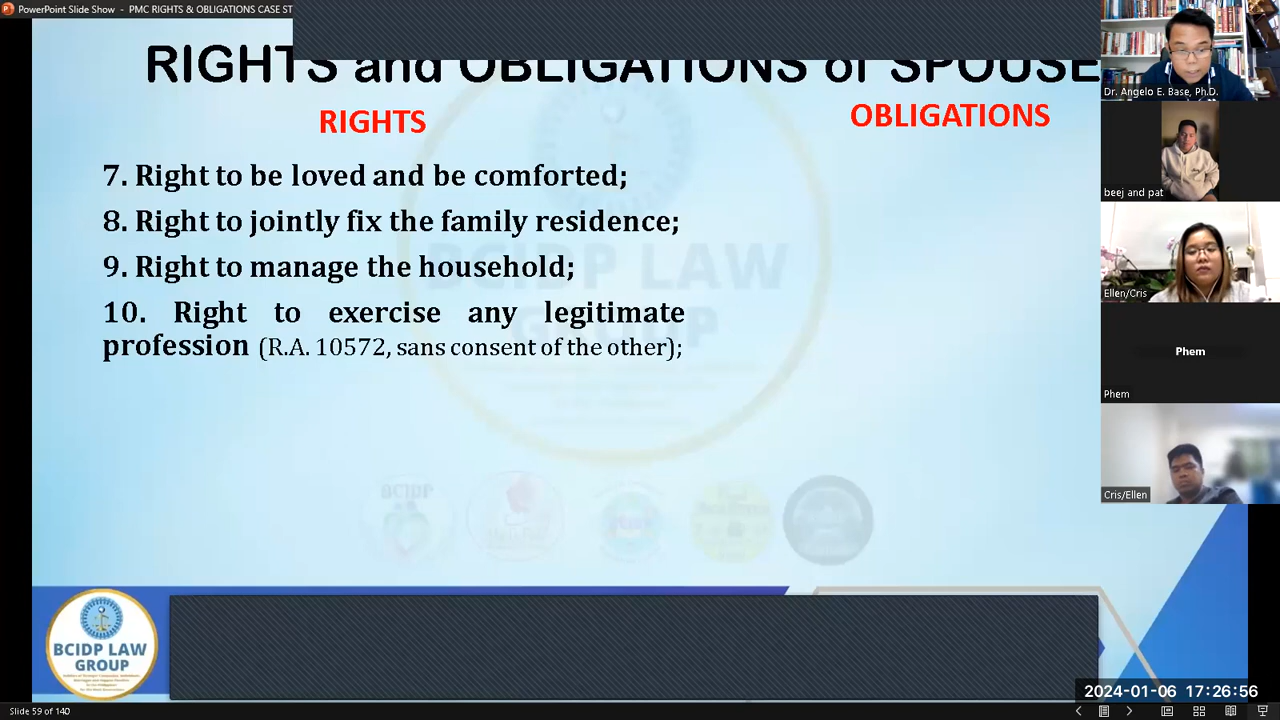 PowerPoint Slide Show - PMC RIGHTS & OBLIGATIONS CASE ST
RIGHTS and OBLIGATIONS of SPOUSE
RIGHTS
OBLIGATIONS
7. Right to be loved and be comforted;
8. Right to jointly fix the family residence;
9. Right to manage the household;
10. Right to exercise any legitimate
profession (R.A. 10572, sans consent of the other);
BCIDP LAW
GROUP
BCIDP
BCIDP LAW
GROUP
Dr. Angelo E. Base, Ph.D.
beej and pat
Ellen/Cris
Phem
Phem
Cris/Ellen
2024-01-06 17:26:56
Slide 59 of 140